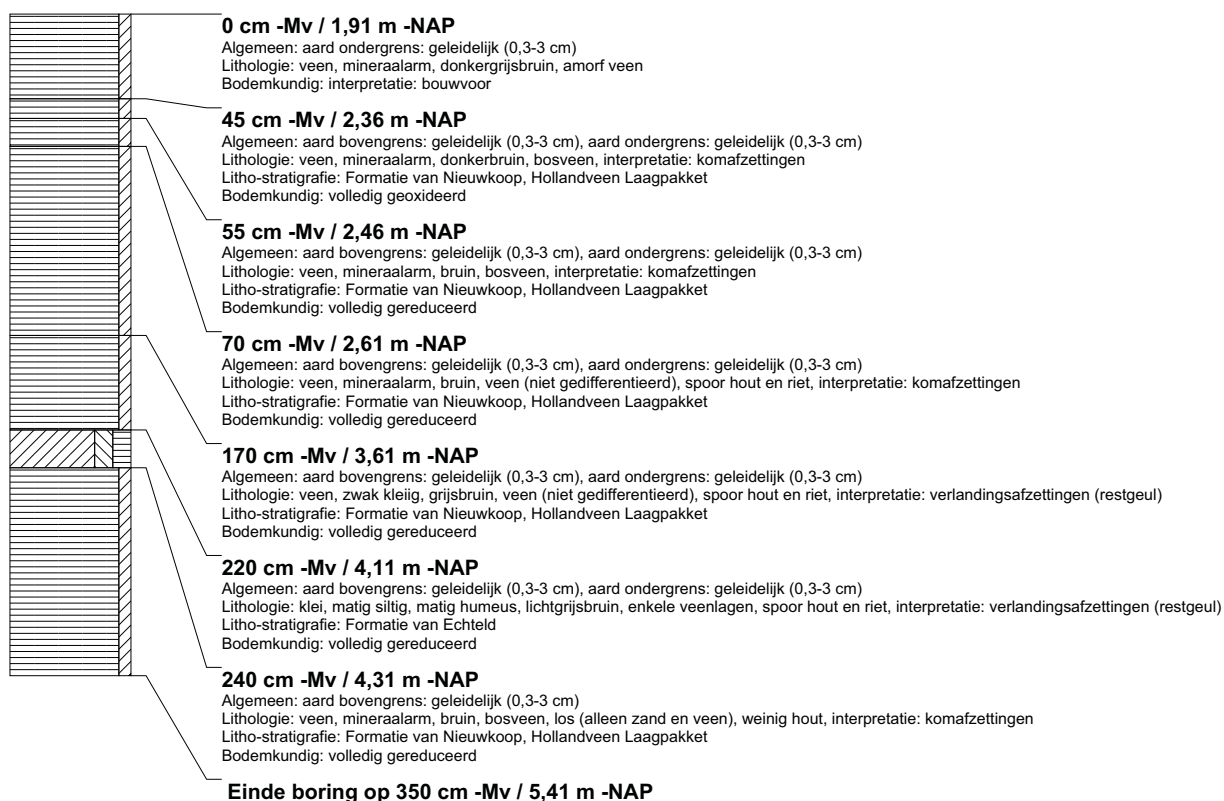 0 cm -Mv / 1,91 m -NAP
Algemeen: aard ondergrens: geleidelijk (0,3-3 cm)
Lithologie: veen, mineraalarm, donkergrijsbruin, amorf veen
Bodemkundig: interpretatie: bouwvoor
45 cm -Mv / 2,36 m -NAP
Algemeen: aard bovengrens: geleidelijk (0,3-3 cm), aard ondergrens: geleidelijk (0,3-3 cm)
Lithologie: veen, mineraalarm, donkerbruin, bosveen, interpretatie: komafzettingen
Litho-stratigrafie: Formatie van Nieuwkoop, Hollandveen Laagpakket
Bodemkundig: volledig geoxideerd
55 cm -Mv / 2,46 m -NAP
Algemeen: aard bovengrens: geleidelijk (0,3-3 cm), aard ondergrens: geleidelijk (0,3-3 cm)
Lithologie: veen, mineraalarm, bruin, bosveen, interpretatie: komafzettingen
Litho-stratigrafie: Formatie van Nieuwkoop, Hollandveen Laagpakket
Bodemkundig: volledig gereduceerd
70 cm -Mv / 2,61 m -NAP
Algemeen: aard bovengrens: geleidelijk (0,3-3 cm), aard ondergrens: geleidelijk (0,3-3 cm)
Lithologie: veen, mineraalarm, bruin, veen (niet gedifferentieerd), spoor hout en riet, interpretatie: komafzettingen
Litho-stratigrafie: Formatie van Nieuwkoop, Hollandveen Laagpakket
Bodemkundig: volledig gereduceerd
170 cm -Mv / 3,61 m -NAP
Algemeen: aard bovengrens: geleidelijk (0,3-3 cm), aard ondergrens: geleidelijk (0,3-3 cm)
Lithologie: veen, zwak kleiig, grijsbruin, veen (niet gedifferentieerd), spoor hout en riet, interpretatie: verlandingsafzettingen (restgeul)
Litho-stratigrafie: Formatie van Nieuwkoop, Hollandveen Laagpakket
Bodemkundig: volledig gereduceerd
220 cm -Mv / 4,11 m -NAP
Algemeen: aard bovengrens: geleidelijk (0,3-3 cm), aard ondergrens: geleidelijk (0,3-3 cm)
Lithologie: klei, matig siltig, matig humeus, lichtgrijsbruin, enkele veenlagen, spoor hout en riet, interpretatie: verlandingsafzettingen (restgeul)
Litho-stratigrafie: Formatie van Echteld
Bodemkundig: volledig gereduceerd
240 cm -Mv / 4,31 m -NAP
Algemeen: aard bovengrens: geleidelijk (0,3-3 cm)
Lithologie: veen, mineraalarm, bruin, bosveen, los (alleen zand en veen), weinig hout, interpretatie: komafzettingen
Litho-stratigrafie: Formatie van Nieuwkoop, Hollandveen Laagpakket
Bodemkundig: volledig gereduceerd
Einde boring op 350 cm -Mv / 5,41 m -NAP